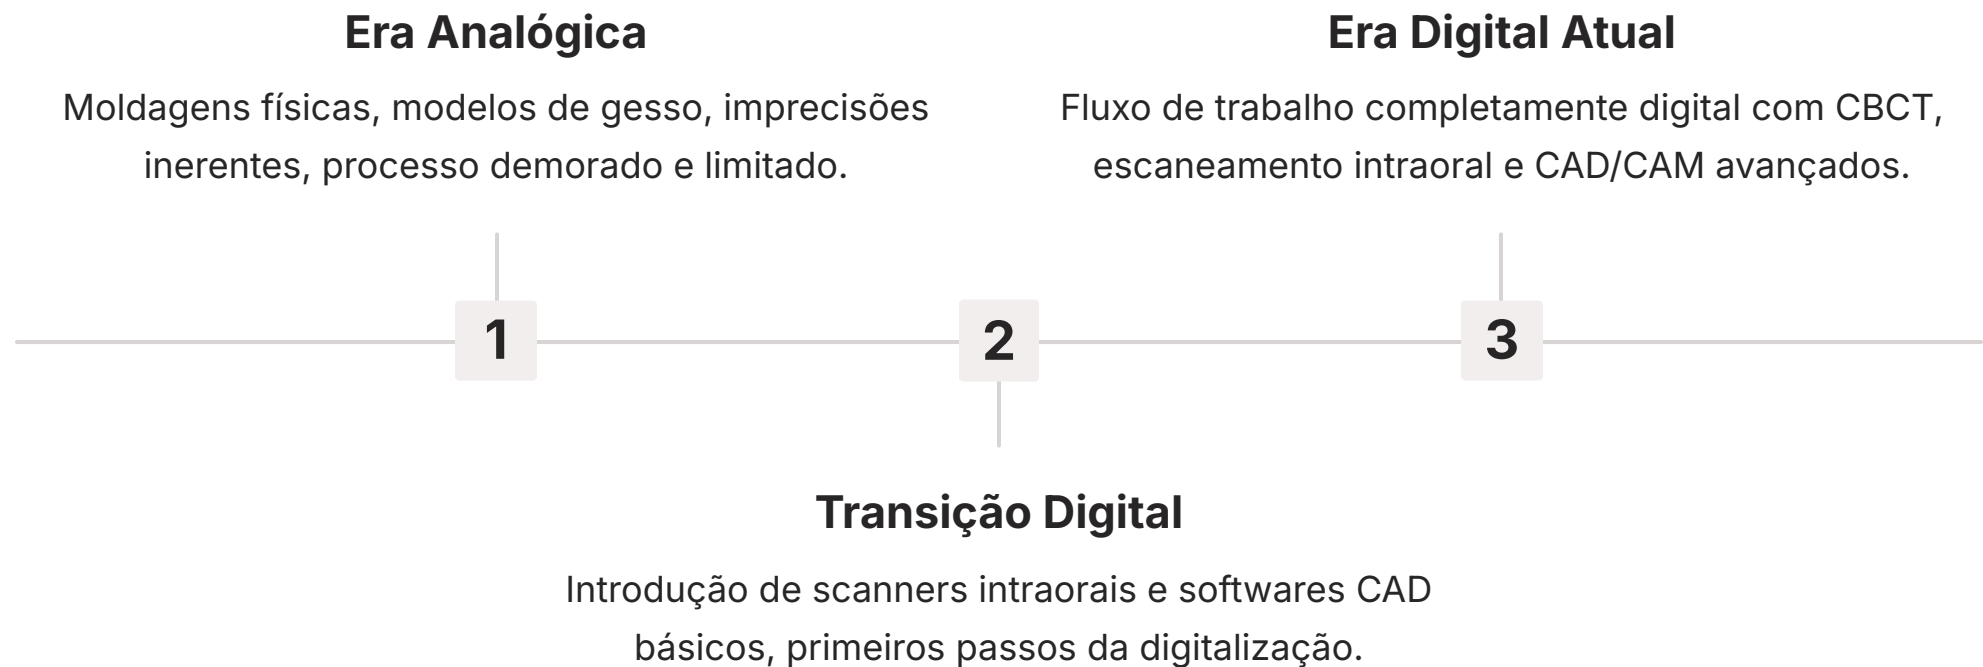 Era Analógica
Moldagens físicas, modelos de gesso, imprecisões
inerentes, processo demorado e limitado.
Era Digital Atual
Fluxo de trabalho completamente digital com CBCT,
escaneamento intraoral e CAD/CAM avançados.
1
2
3
Transição Digital
Introdução de scanners intraorais e softwares CAD
básicos, primeiros passos da digitalização.